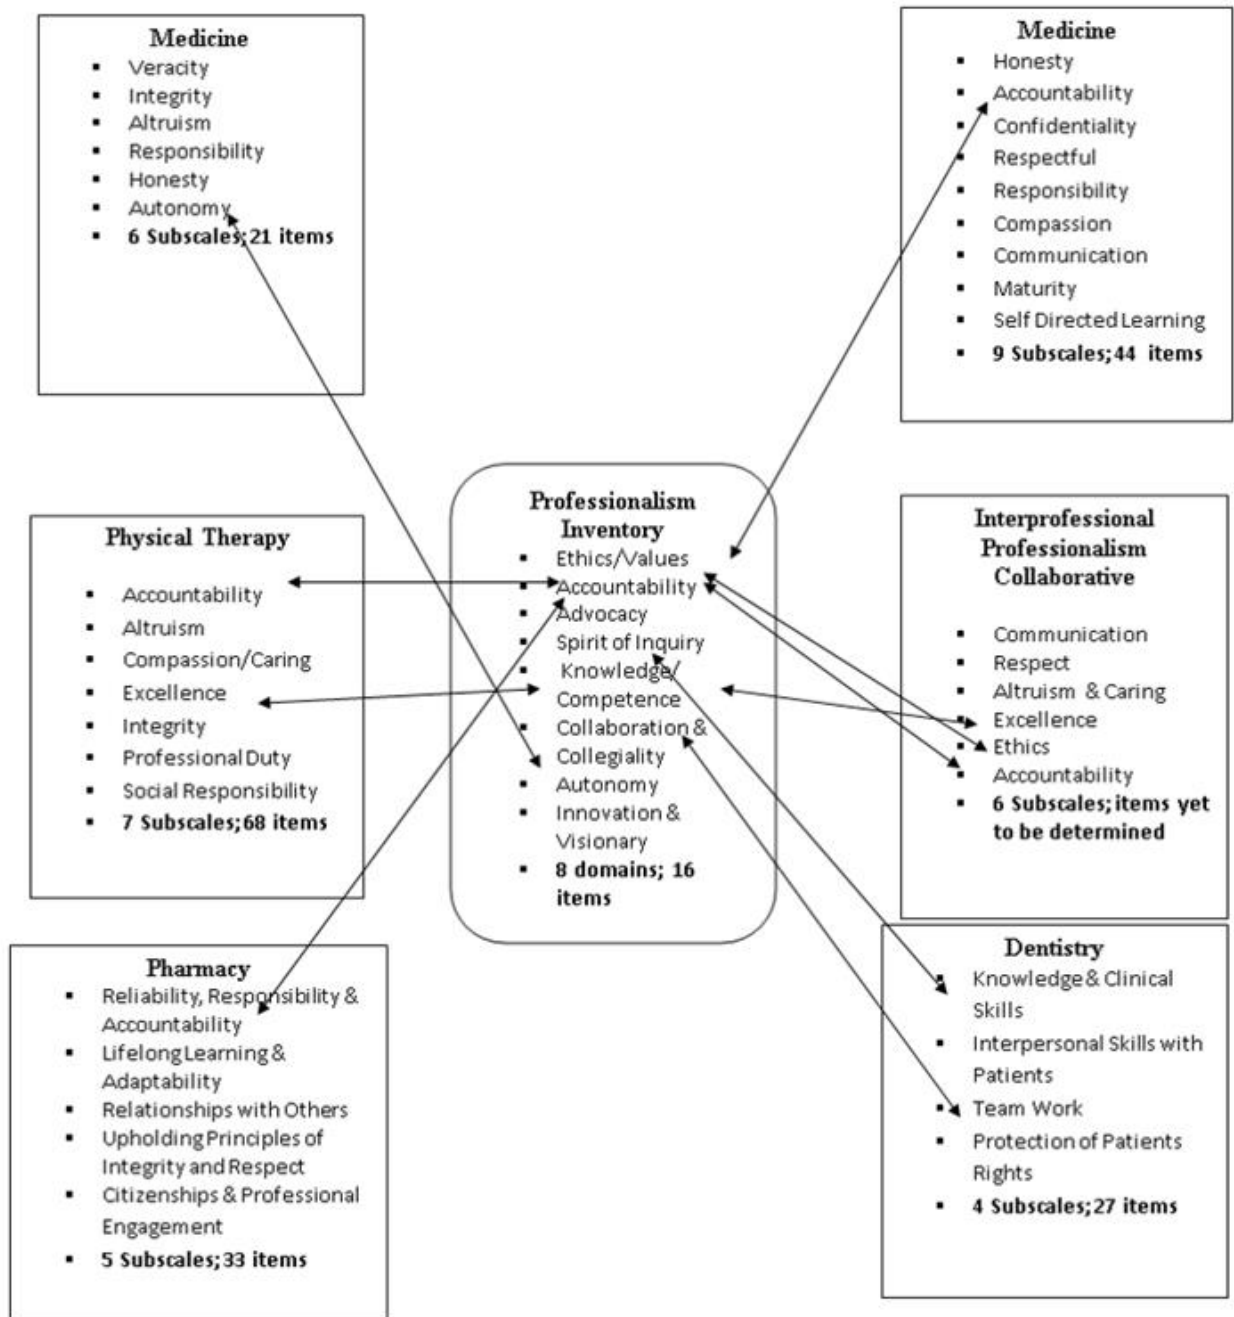 Medicine
▪ Veracity
▪ Integrity
▪ Altruism
▪ Responsibility
▪ Honesty
▪ Autonomy
▪ 6 Subscales;21 items
Medicine
▪ Honesty
▪ Accountability
▪ Confidentiality
▪ Respectful
▪ Responsibility
▪ Compassion
▪ Communication
▪ Maturity
▪ Self Directed Learning
▪ 9 Subscales;44 items
Physical Therapy
▪ Accountability
▪ Altruism
▪ Compassion/Caring
▪ Excellence
▪ Integrity
▪ Professional Duty
▪ Social Responsibility
▪ 7 Subscales;68 items
Professionalism
Inventory
▪ Ethics/Values
▪ Accountability
▪ Advocacy
▪ Spirit of Inquiry
▪ Knowledge/
Competence
▪ Collaboration &
Collegiality
▪ Autonomy
▪ Innovation &
Visionary
▪ 8 domains; 16
items
Interprofessional
Professionalism
Collaborative
▪ Communication
▪ Respect
▪ Altruism & Caring
▪ Excellence
▪ Ethics
▪ Accountability
▪ 6 Subscales;items yet
to be determined
Pharmacy
▪ Reliability, Responsibility &
Accountability
▪ Lifelong Learning &
Adaptability
▪ Relationships with Others
▪ Upholding Principles of
Integrity and Respect
▪ Citizenships & Professional
Engagement
▪ 5 Subscales;33 items
Dentistry
▪ Knowledge & Clinical
Skills
▪ Interpersonal Skills with
Patients
▪ Team Work
▪ Protection of Patients
Rights
▪ 4 Subscales;27 items